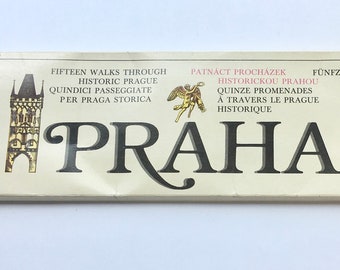 FIFTEEN WALKS THROUGH
HISTORIC PRAGUE
QUINDICI PASSEGGIATE
PER PRAGA STORICA
PATNÁCT PROCHÁZEK
HISTORICKOU PRAHOU
QUINZE PROMENADES
À TRAVERS LE PRAGUE
HISTORIQUE
FÜNFZ
PRAHA